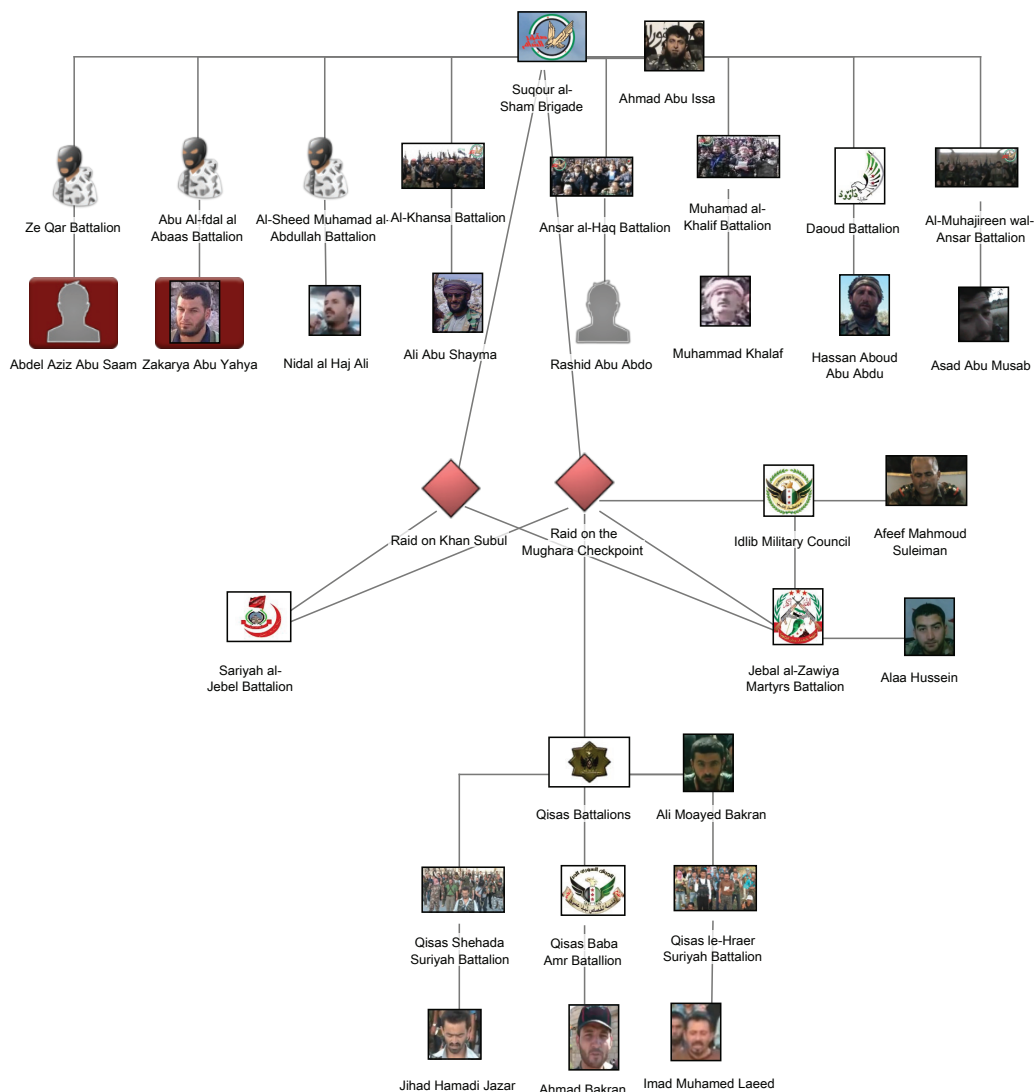 Suqour al-
Sham Brigade
Ahmad Abu Issa
Ze Qar Battalion
Abu Al-fdal al
Abaas Battalion
Al-Sheed Muhamad al-
Abdullah Battalion
Al-Khansa Battalion
Ansar al-Haq Battalion
Muhamad al-
Khalif Battalion
Daoud Battalion
Al-Muhajireen wal-
Ansar Battalion
Abdel Aziz Abu Saam
Zakarya Abu Yahya
Nidal al Haj Ali
Ali Abu Shayma
Rashid Abu Abdo
Muhammad Khalaf
Hassan Aboud
Abu Abdu
Asad Abu Musab
Raid on Khan Subul
Raid on the
Mughara Checkpoint
Idlib Military Council
Afeef Mahmoud
Suleiman
Sariyah al-
Jebel Battalion
Jebal al-Zawiya
Martyrs Battalion
Alaa Hussein
Qisas Battalions
Ali Moayed Bakran
Qisas Shehada
Suriyah Battalion
Qisas Baba
Amr Batallion
Qisas le-Hraer
Suriyah Battalion
Jihad Hamadi Jazar
Ahmad Bakran
Imad Muhamed Laeed